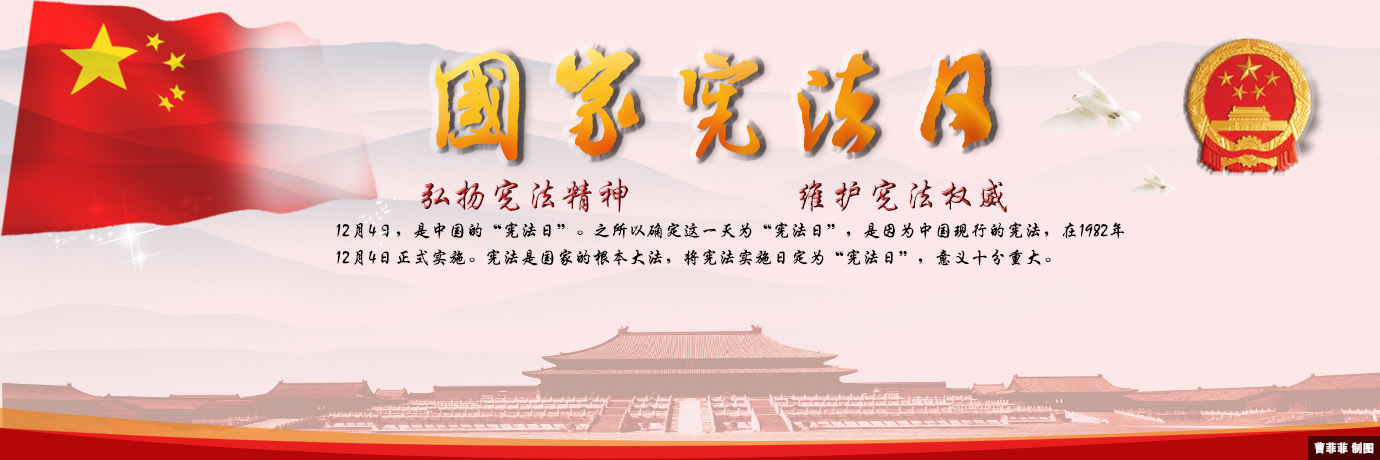 國家宪法日
弘扬宪法精神 维护宪法权威
12月4日，是中国的“宪法日”。之所以确定这一天为“宪法日”，是因为中国现行的宪法，在1982年
12月4日正式实施。宪法是国家的根本大法，将宪法实施日定为“宪法日”，意义十分重大。
曹菲菲 制图